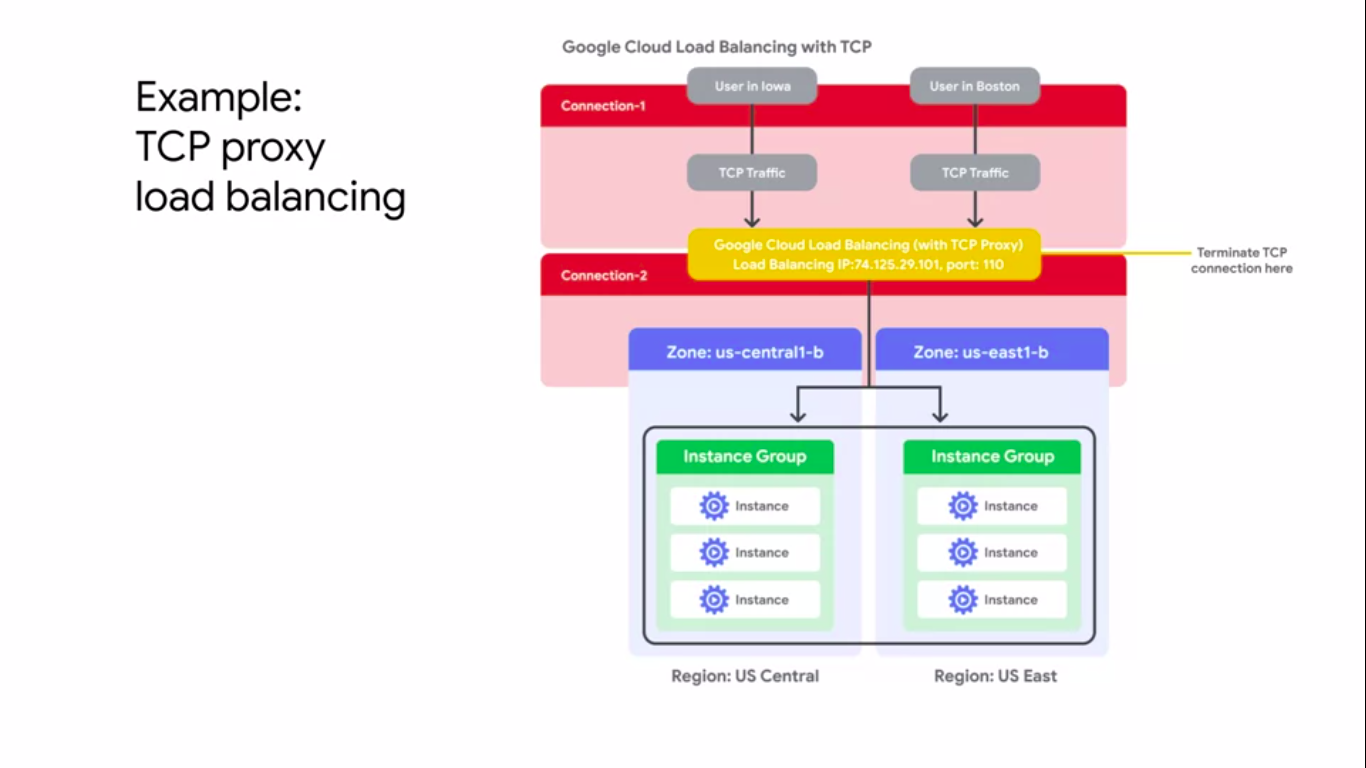 Example:
TCP proxy
load balancing
Google Cloud Load Balancing with TCP
User in Iowa
User in Boston
Connection-1
TCP Traffic
TCP Traffic
Google Cloud Load Balancing (with TCP Proxy)
Load Balancing IP:74.125.29.101, port: 110
Terminate TCP
connection here
Connection-2
Zone: us-central1-b
Zone: us-east1-b
Instance Group
Instance Group
Instance
Instance
Instance
Instance
Instance
Instance
Region: US Central
Region: US East